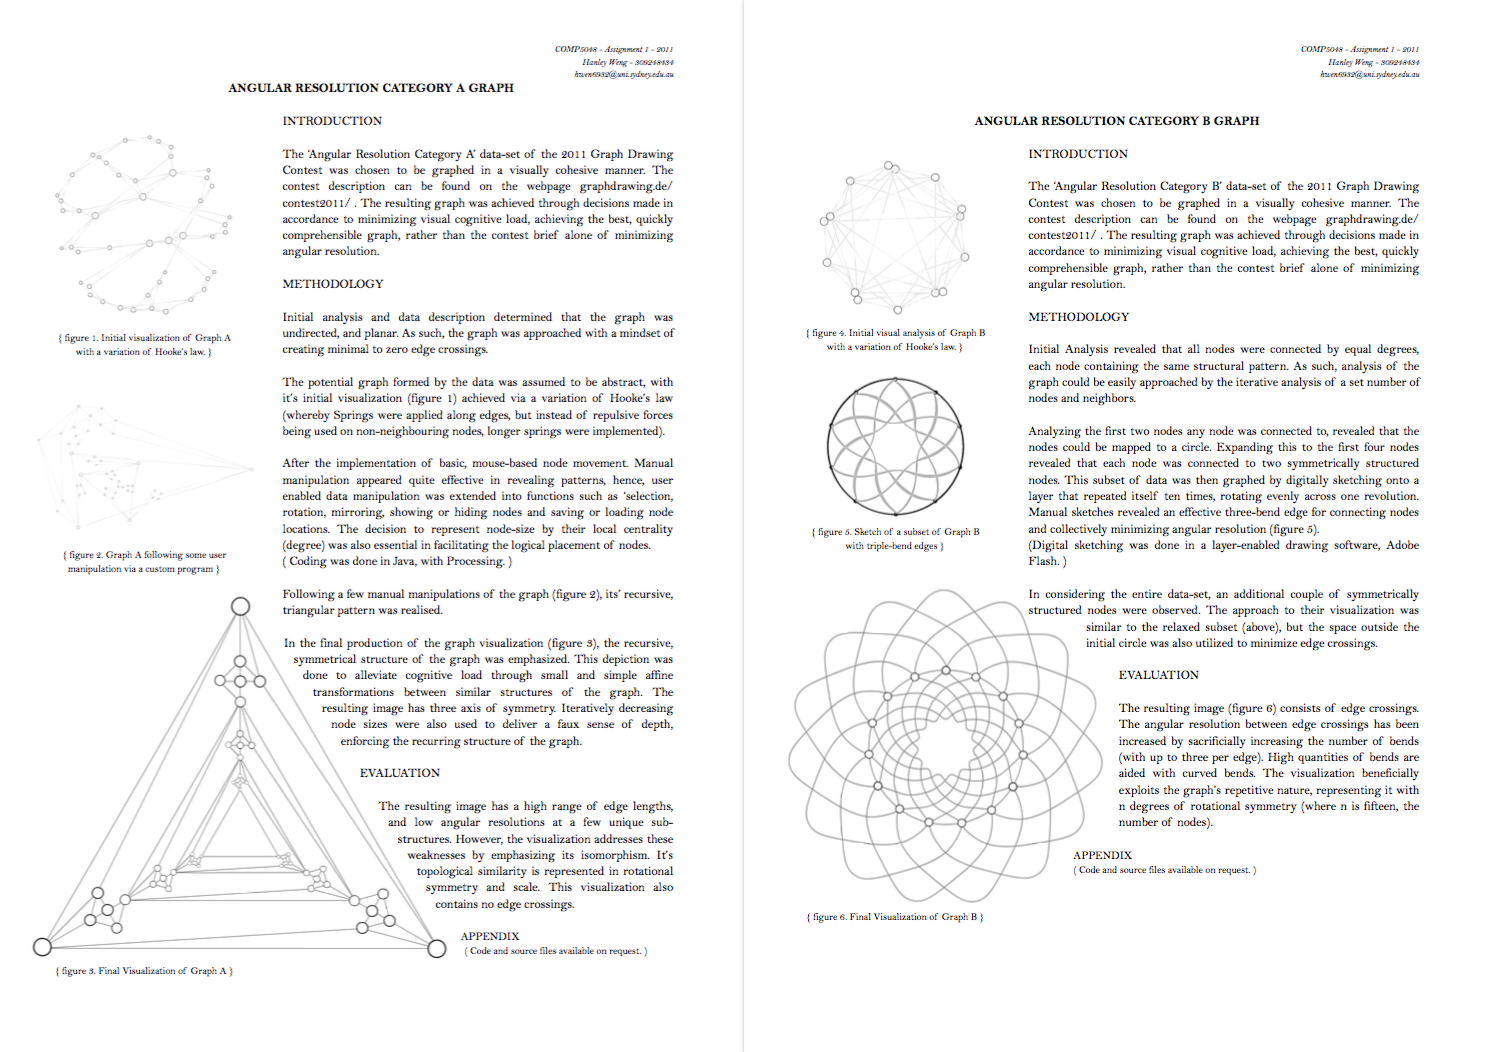 COMP5048 - Assignment 1 - 2011
Hanley Weng - 309248434
hwen6932@uni.sydney.edu.au
ANGULAR RESOLUTION CATEGORY A GRAPH
INTRODUCTION
The 'Angular Resolution Category A' data-set of the 2011 Graph Drawing
Contest was chosen to be graphed in a visually cohesive manner. The
contest description can be found on the webpage graphdrawing.de/
contest2011/ . The resulting graph was achieved through decisions made in
accordance to minimizing visual cognitive load, achieving the best, quickly
comprehensible graph, rather than the contest brief alone of minimizing
angular resolution.
METHODOLOGY
Initial analysis and data description determined that the graph was
undirected, and planar. As such, the graph was approached with a mindset of
creating minimal to zero edge crossings.
{ figure 1. Initial visualization of Graph A
with a variation of Hooke's law. }
The potential graph formed by the data was assumed to be abstract, with
it's initial visualization (figure 1) achieved via a variation of Hooke's law
(whereby Springs were applied along edges, but instead of repulsive forces
being used on non-neighbouring nodes, longer springs were implemented).
After the implementation of basic, mouse-based node movement. Manual
manipulation appeared quite effective in revealing patterns, hence, user
enabled data manipulation was extended into functions such as 'selection,
rotation, mirroring, showing or hiding nodes and saving or loading node
locations. The decision to represent node-size by their local centrality
(degree) was also essential in facilitating the logical placement of nodes.
( Coding was done in Java, with Processing. )
{ figure 2. Graph A following some user
manipulation via a custom program }
Following a few manual manipulations of the graph (figure 2), its' recursive,
triangular pattern was realised.
In the final production of the graph visualization (figure 3), the recursive,
symmetrical structure of the graph was emphasized. This depiction was
done to alleviate cognitive load through small and simple affine
transformations between similar structures of the graph. The
resulting image has three axis of symmetry. Iteratively decreasing
node sizes were also used to deliver a faux sense of depth,
enforcing the recurring structure of the graph.
EVALUATION
The resulting image has a high range of edge lengths,
and low angular resolutions at a few unique sub-
structures. However, the visualization addresses these
weaknesses by emphasizing its isomorphism. It's
topological similarity is represented in rotational
symmetry and scale. This visualization also
contains no edge crossings.
APPENDIX
( Code and source files available on request. )
{ figure 3. Final Visualization of Graph A }
COMP5048 - Assignment 1 - 2011
Hanley Weng - 309248434
hwen6932@uni.sydney.edu.au
ANGULAR RESOLUTION CATEGORY B GRAPH
INTRODUCTION
The 'Angular Resolution Category B' data-set of the 2011 Graph Drawing
Contest was chosen to be graphed in a visually cohesive manner. The
contest description can be found on the webpage graphdrawing.de/
contest2011/ . The resulting graph was achieved through decisions made in
accordance to minimizing visual cognitive load, achieving the best, quickly
comprehensible graph, rather than the contest brief alone of minimizing
angular resolution.
METHODOLOGY
{ figure 4. Initial visual analysis of Graph B
with a variation of Hooke's law. }
Initial Analysis revealed that all nodes were connected by equal degrees,
each node containing the same structural pattern. As such, analysis of the
graph could be easily approached by the iterative analysis of a set number of
nodes and neighbors.
Analyzing the first two nodes any node was connected to, revealed that the
nodes could be mapped to a circle. Expanding this to the first four nodes
revealed that each node was connected to two symmetrically structured
nodes. This subset of data was then graphed by digitally sketching onto a
layer that repeated itself ten times, rotating evenly across one revolution.
Manual sketches revealed an effective three-bend edge for connecting nodes
and collectively minimizing angular resolution (figure 5).
(Digital sketching was done in a layer-enabled drawing software, Adobe
Flash. )
{ figure 5. Sketch of a subset of Graph B
with triple-bend edges }
In considering the entire data-set, an additional couple of symmetrically
structured nodes were observed. The approach to their visualization was
similar to the relaxed subset (above), but the space outside the
initial circle was also utilized to minimize edge crossings.
EVALUATION
The resulting image (figure 6) consists of edge crossings.
The angular resolution between edge crossings has been
increased by sacrificially increasing the number of bends
(with up to three per edge). High quantities of bends are
aided with curved bends. The visualization beneficially
exploits the graph's repetitive nature, representing it with
n degrees of rotational symmetry (where n is fifteen, the
number of nodes).
APPENDIX
( Code and source files available on request. )
{ figure 6. Final Visualization of Graph B }